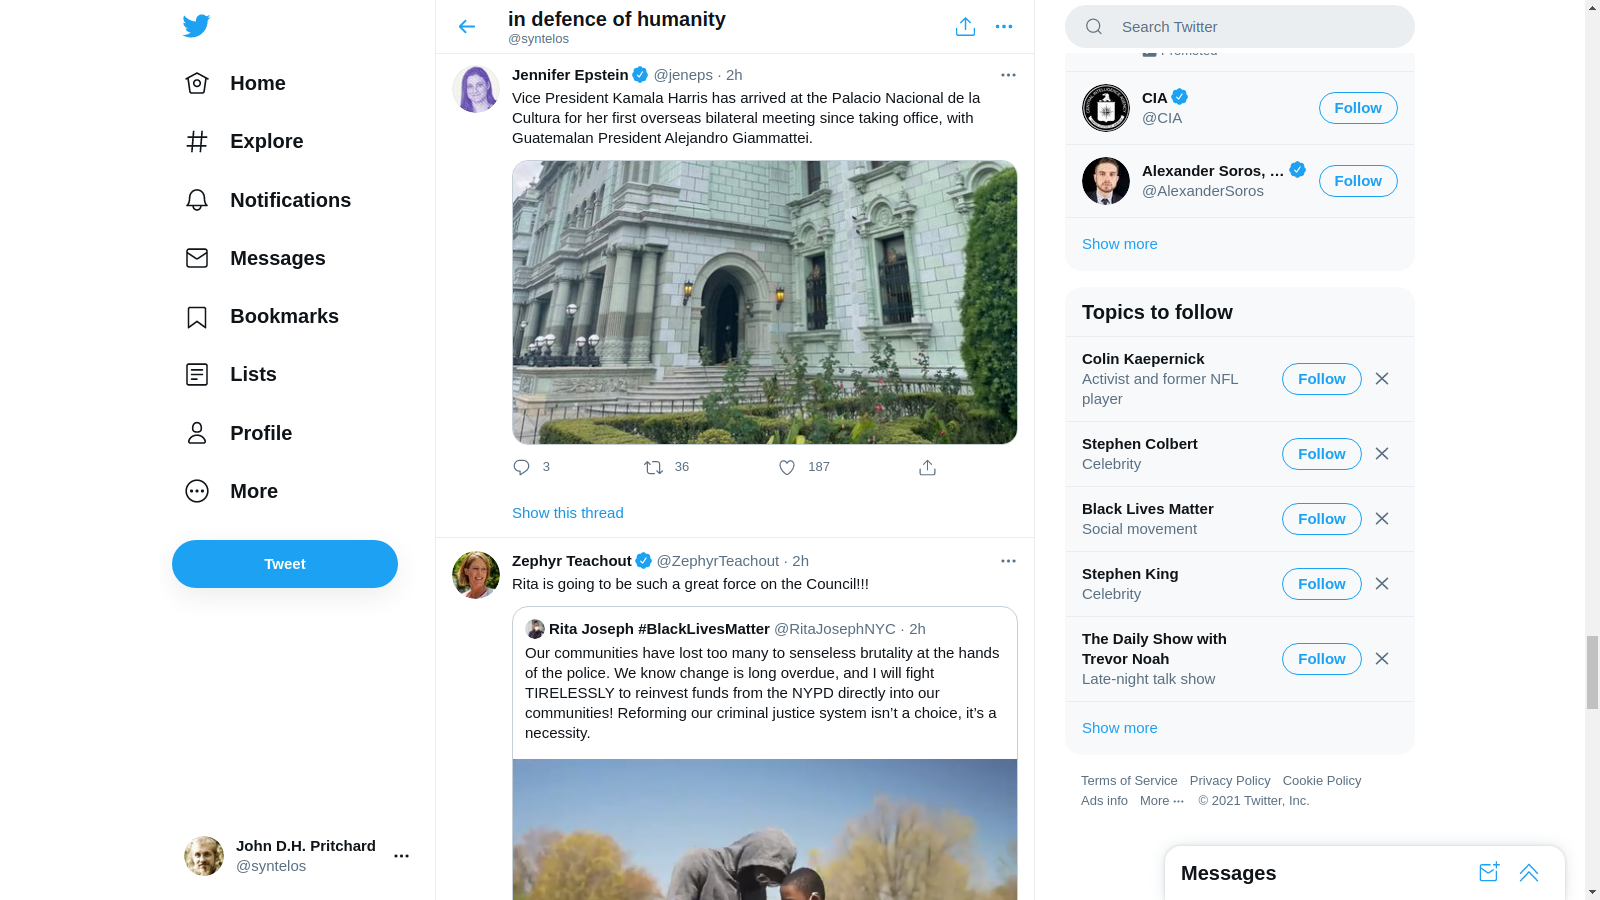 Home
Explore
Notifications
Messages
Bookmarks
Lists
Profile
More
Tweet
John D.H. Pritchard
@syntelos
in defence of humanity
@syntelos
Jennifer Epstein @jeneps · 2h
Vice President Kamala Harris has arrived at the Palacio Nacional de la
Cultura for her first overseas bilateral meeting since taking office, with
Guatemalan President Alejandro Giammattei.
3 36 187
Show this thread
Zephyr Teachout @ZephyrTeachout · 2h
Rita is going to be such a great force on the Council!!!
Rita Joseph #BlackLivesMatter @RitaJosephNYC · 2h
Our communities have lost too many to senseless brutality at the hands
of the police. We know change is long overdue, and I will fight
TIRELESSLY to reinvest funds from the NYPD directly into our
communities! Reforming our criminal justice system isn’t a choice, it’s a
necessity.
Search Twitter
CIA
@CIA
Follow
Alexander Soros, …
@AlexanderSoros
Follow
Show more
Topics to follow
Colin Kaepernick
Activist and former NFL
player
Follow
Stephen Colbert
Celebrity
Follow
Black Lives Matter
Social movement
Follow
Stephen King
Celebrity
Follow
The Daily Show with
Trevor Noah
Late-night talk show
Follow
Show more
Terms of Service Privacy Policy Cookie Policy
Ads info More ··· © 2021 Twitter, Inc.
Messages